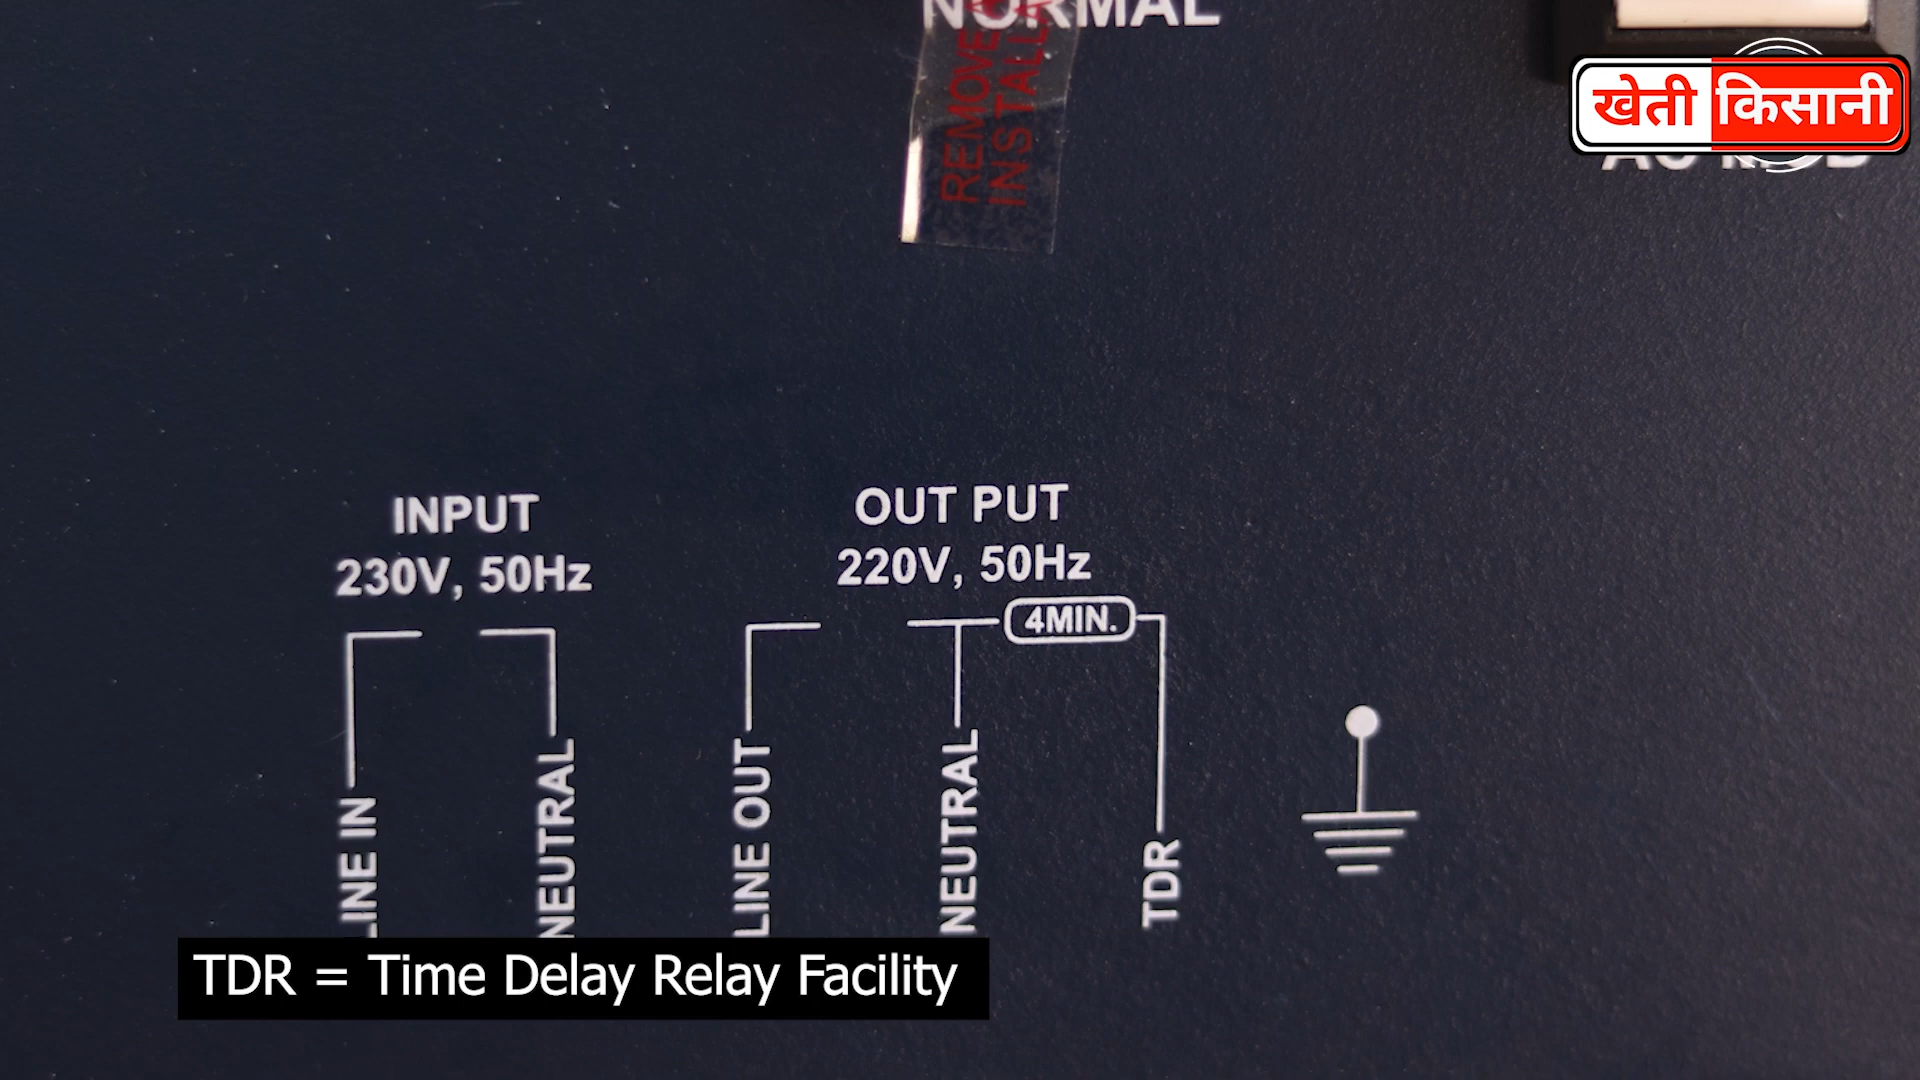 NORMAL
REMOVE A
INSTALLA
खेती किसानी
INPUT
230V, 50Hz
OUT PUT
220V, 50Hz
4MIN.
LINE IN
NEUTRAL
LINE OUT
NEUTRAL
TDR
TDR = Time Delay Relay Facility